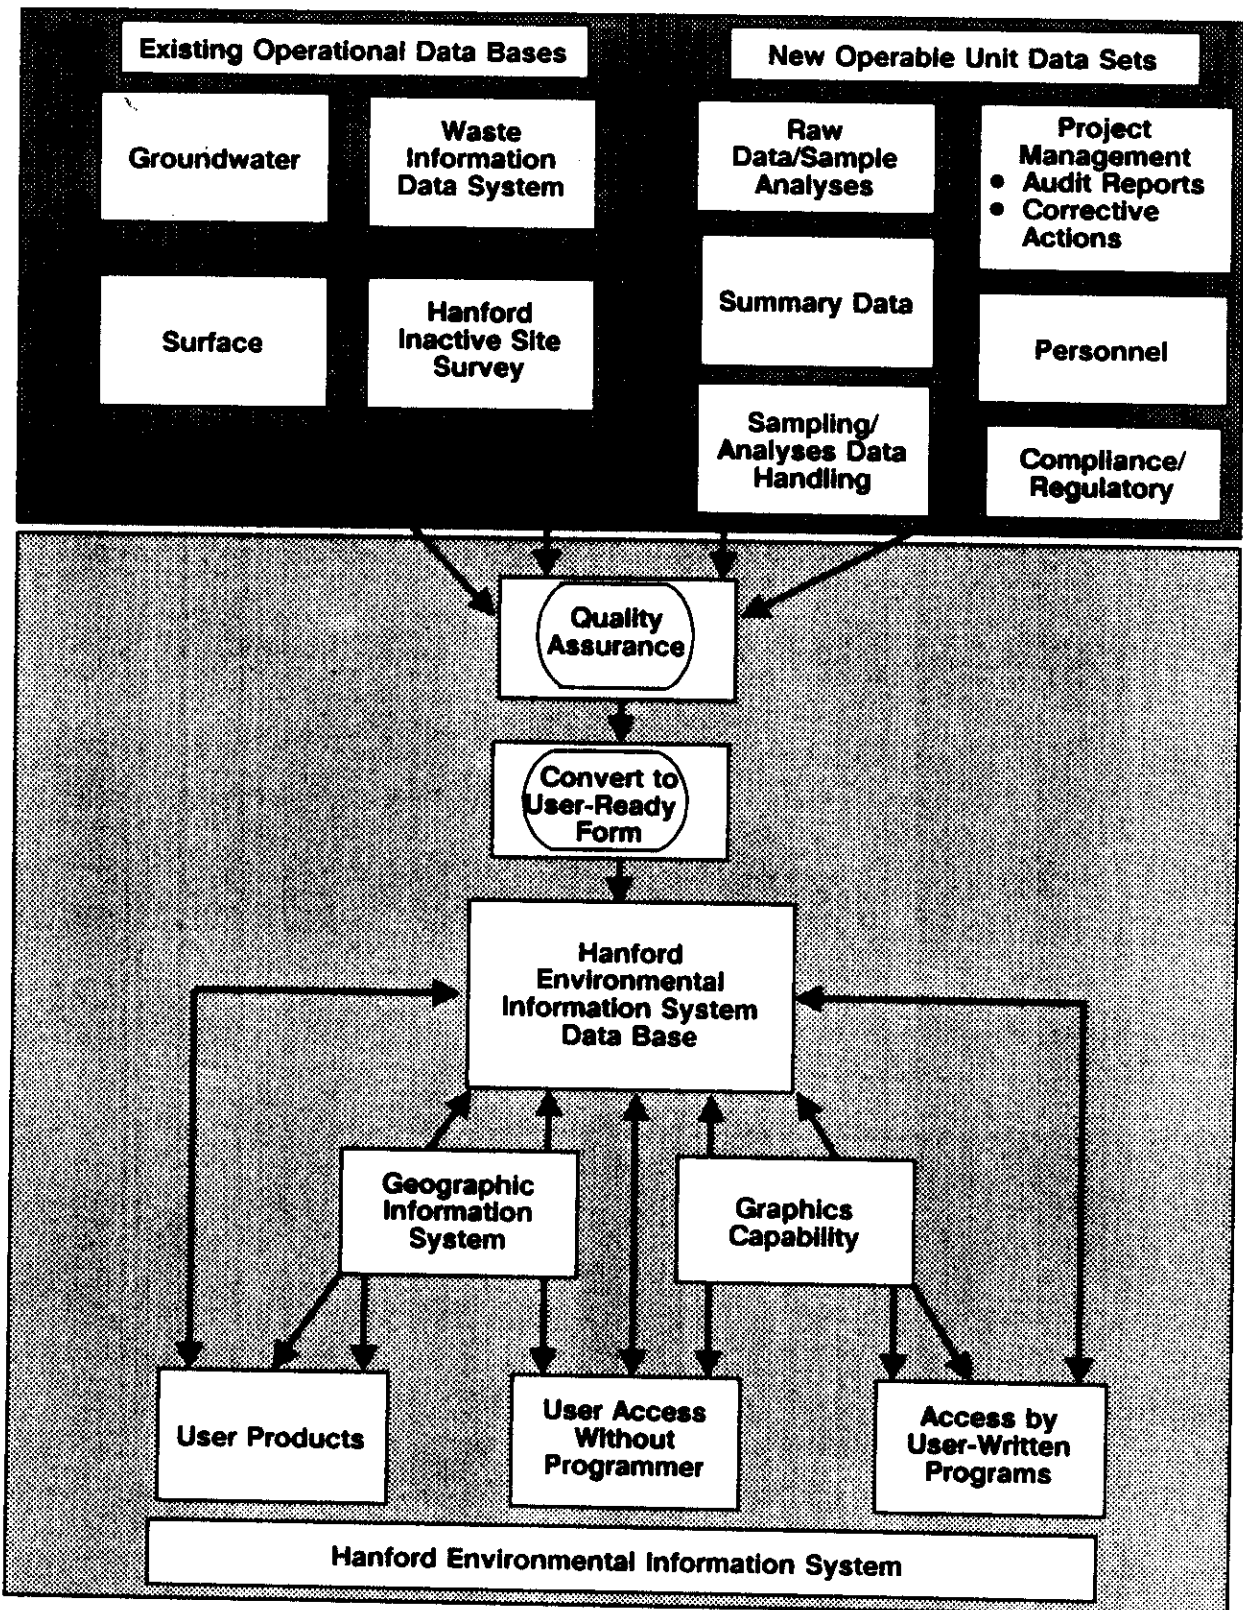 Existing Operational Data Bases
New Operable Unit Data Sets
Groundwater
Waste
Information
Data System
Raw
Data/Sample
Analyses
Project
Management
• Audit Reports
• Corrective
Actions
Surface
Hanford
Inactive Site
Survey
Summary Data
Personnel
Sampling/
Analyses Data
Handling
Compliance/
Regulatory
Quality
Assurance
Convert to
User-Ready
Form
Hanford
Environmental
Information System
Data Base
Geographic
Information
System
Graphics
Capability
User Products
User Access
Without
Programmer
Access by
User-Written
Programs
Hanford Environmental Information System